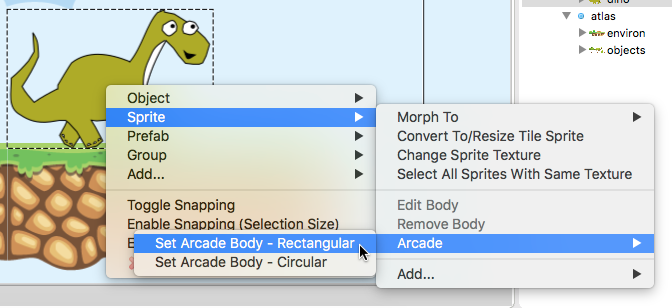 dino
atlas
environ
objects
Object
Sprite
Prefab
Group
Add...
Toggle Snapping
Enable Snapping (Selection Size)
E
Set Arcade Body - Rectangular
Set Arcade Body - Circular
Morph To
Convert To/Resize Tile Sprite
Change Sprite Texture
Select All Sprites With Same Texture
Edit Body
Remove Body
Arcade
Add...